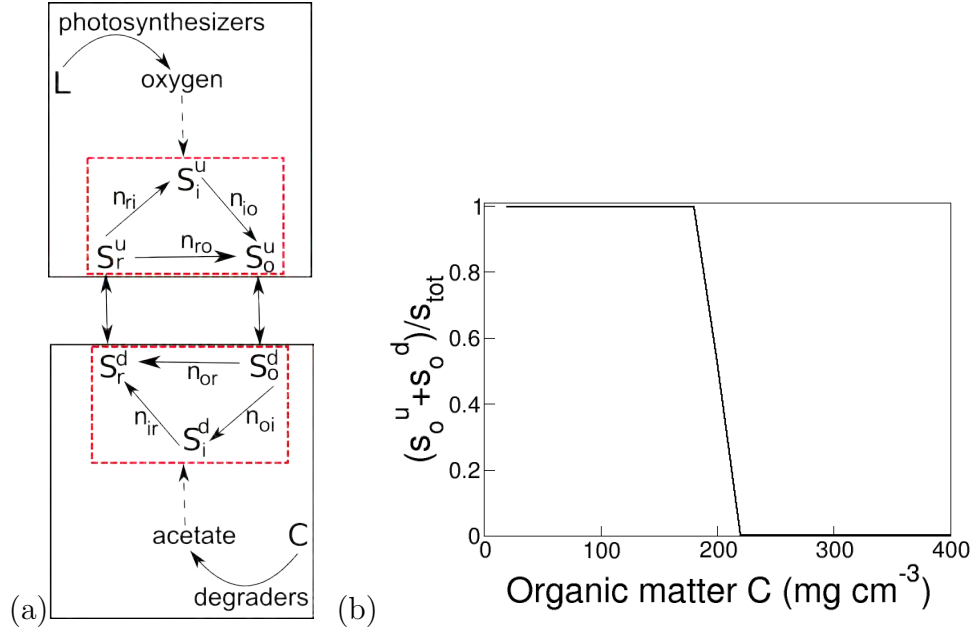 photosynthesizers
L
oxygen
S_i^u
n_ri
n_io
S_r^u
n_ro
S_o^u
S_r^d
n_or
S_o^d
n_ir
S_i^d
n_oi
acetate
C
degraders
(a)
(b)
(s_o^u+s_o^d)/s_tot
1
0.8
0.6
0.4
0.2
0
0
100
200
300
400
Organic matter C (mg cm^-3)